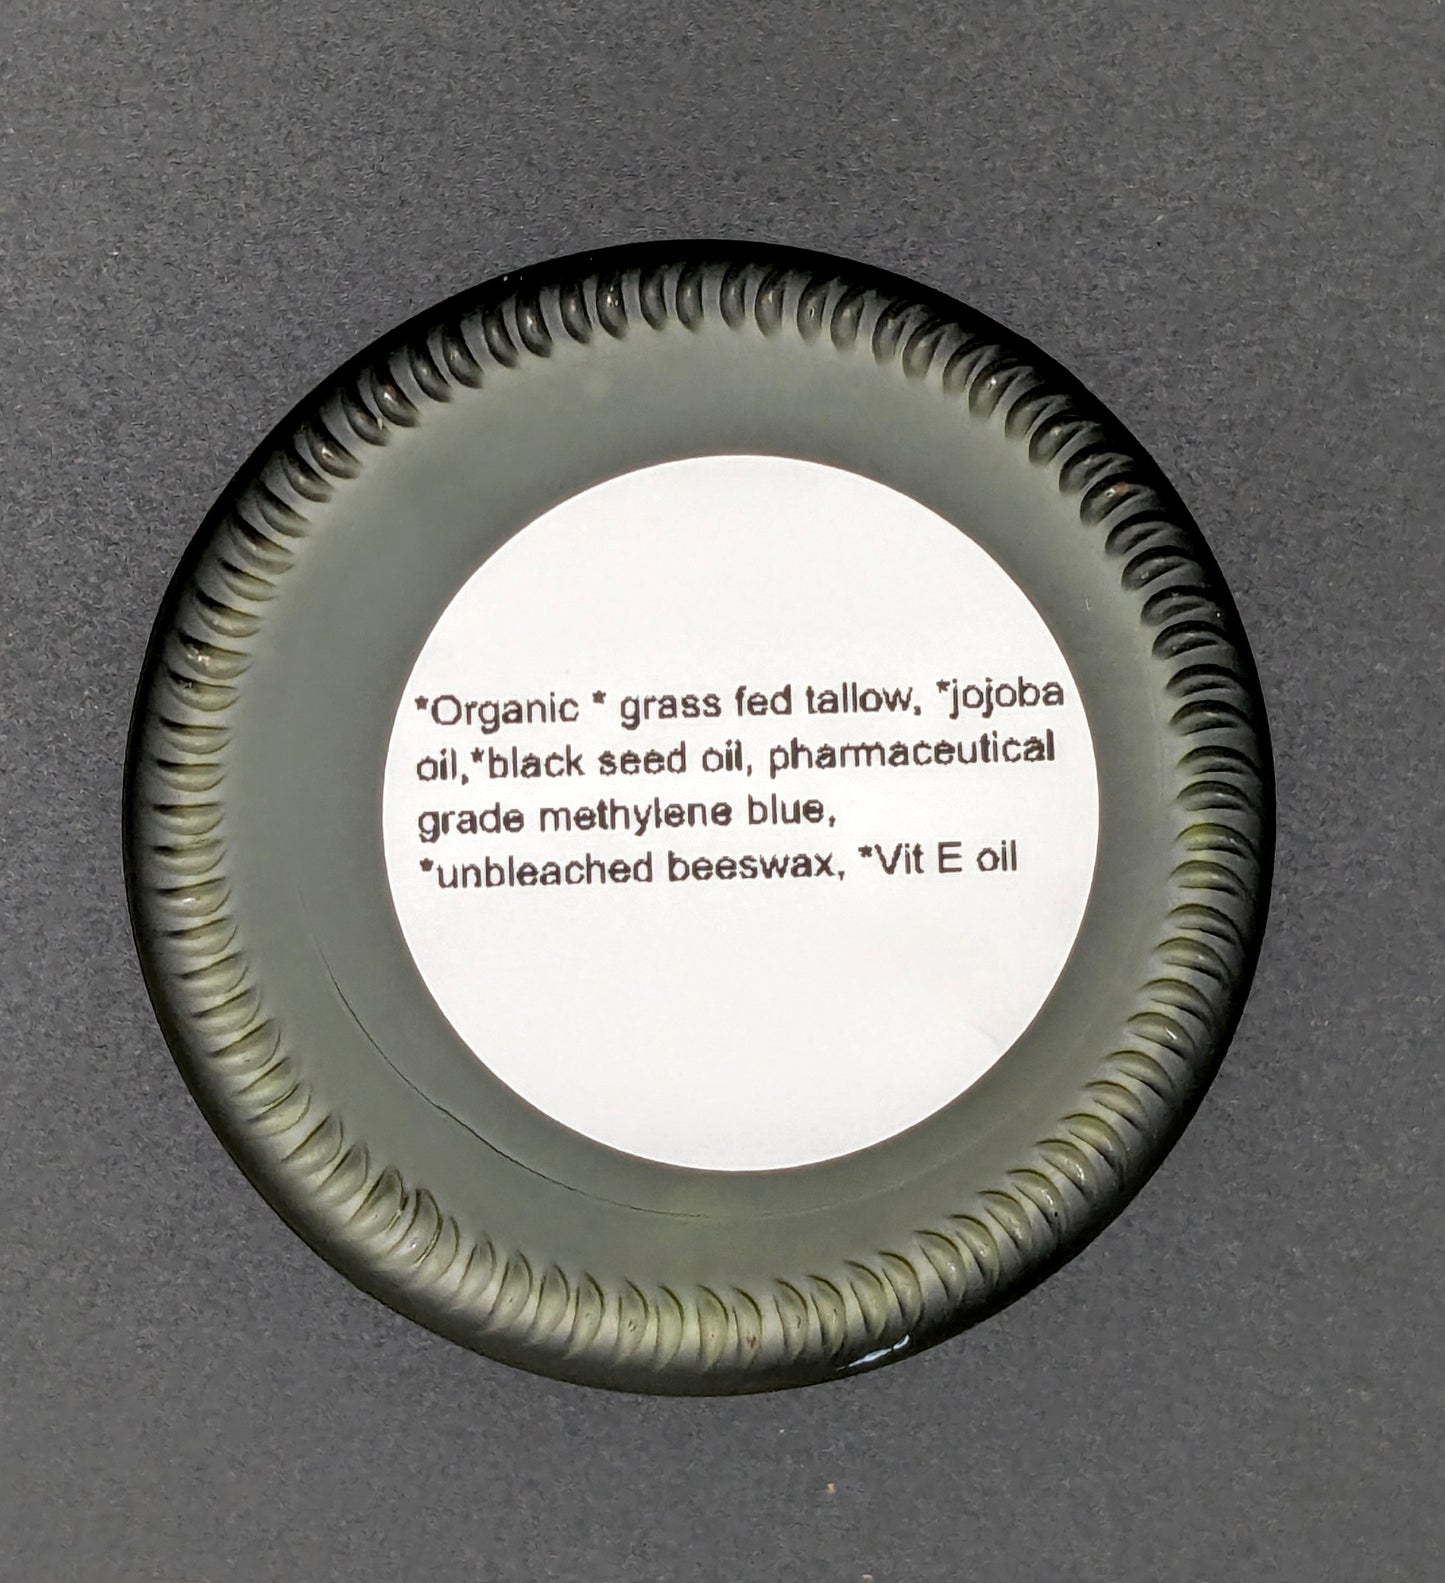 *Organic * grass fed tallow, *jojoba
oil,*black seed oil, pharmaceutical
grade methylene blue,
*unbleached beeswax, *Vit E oil